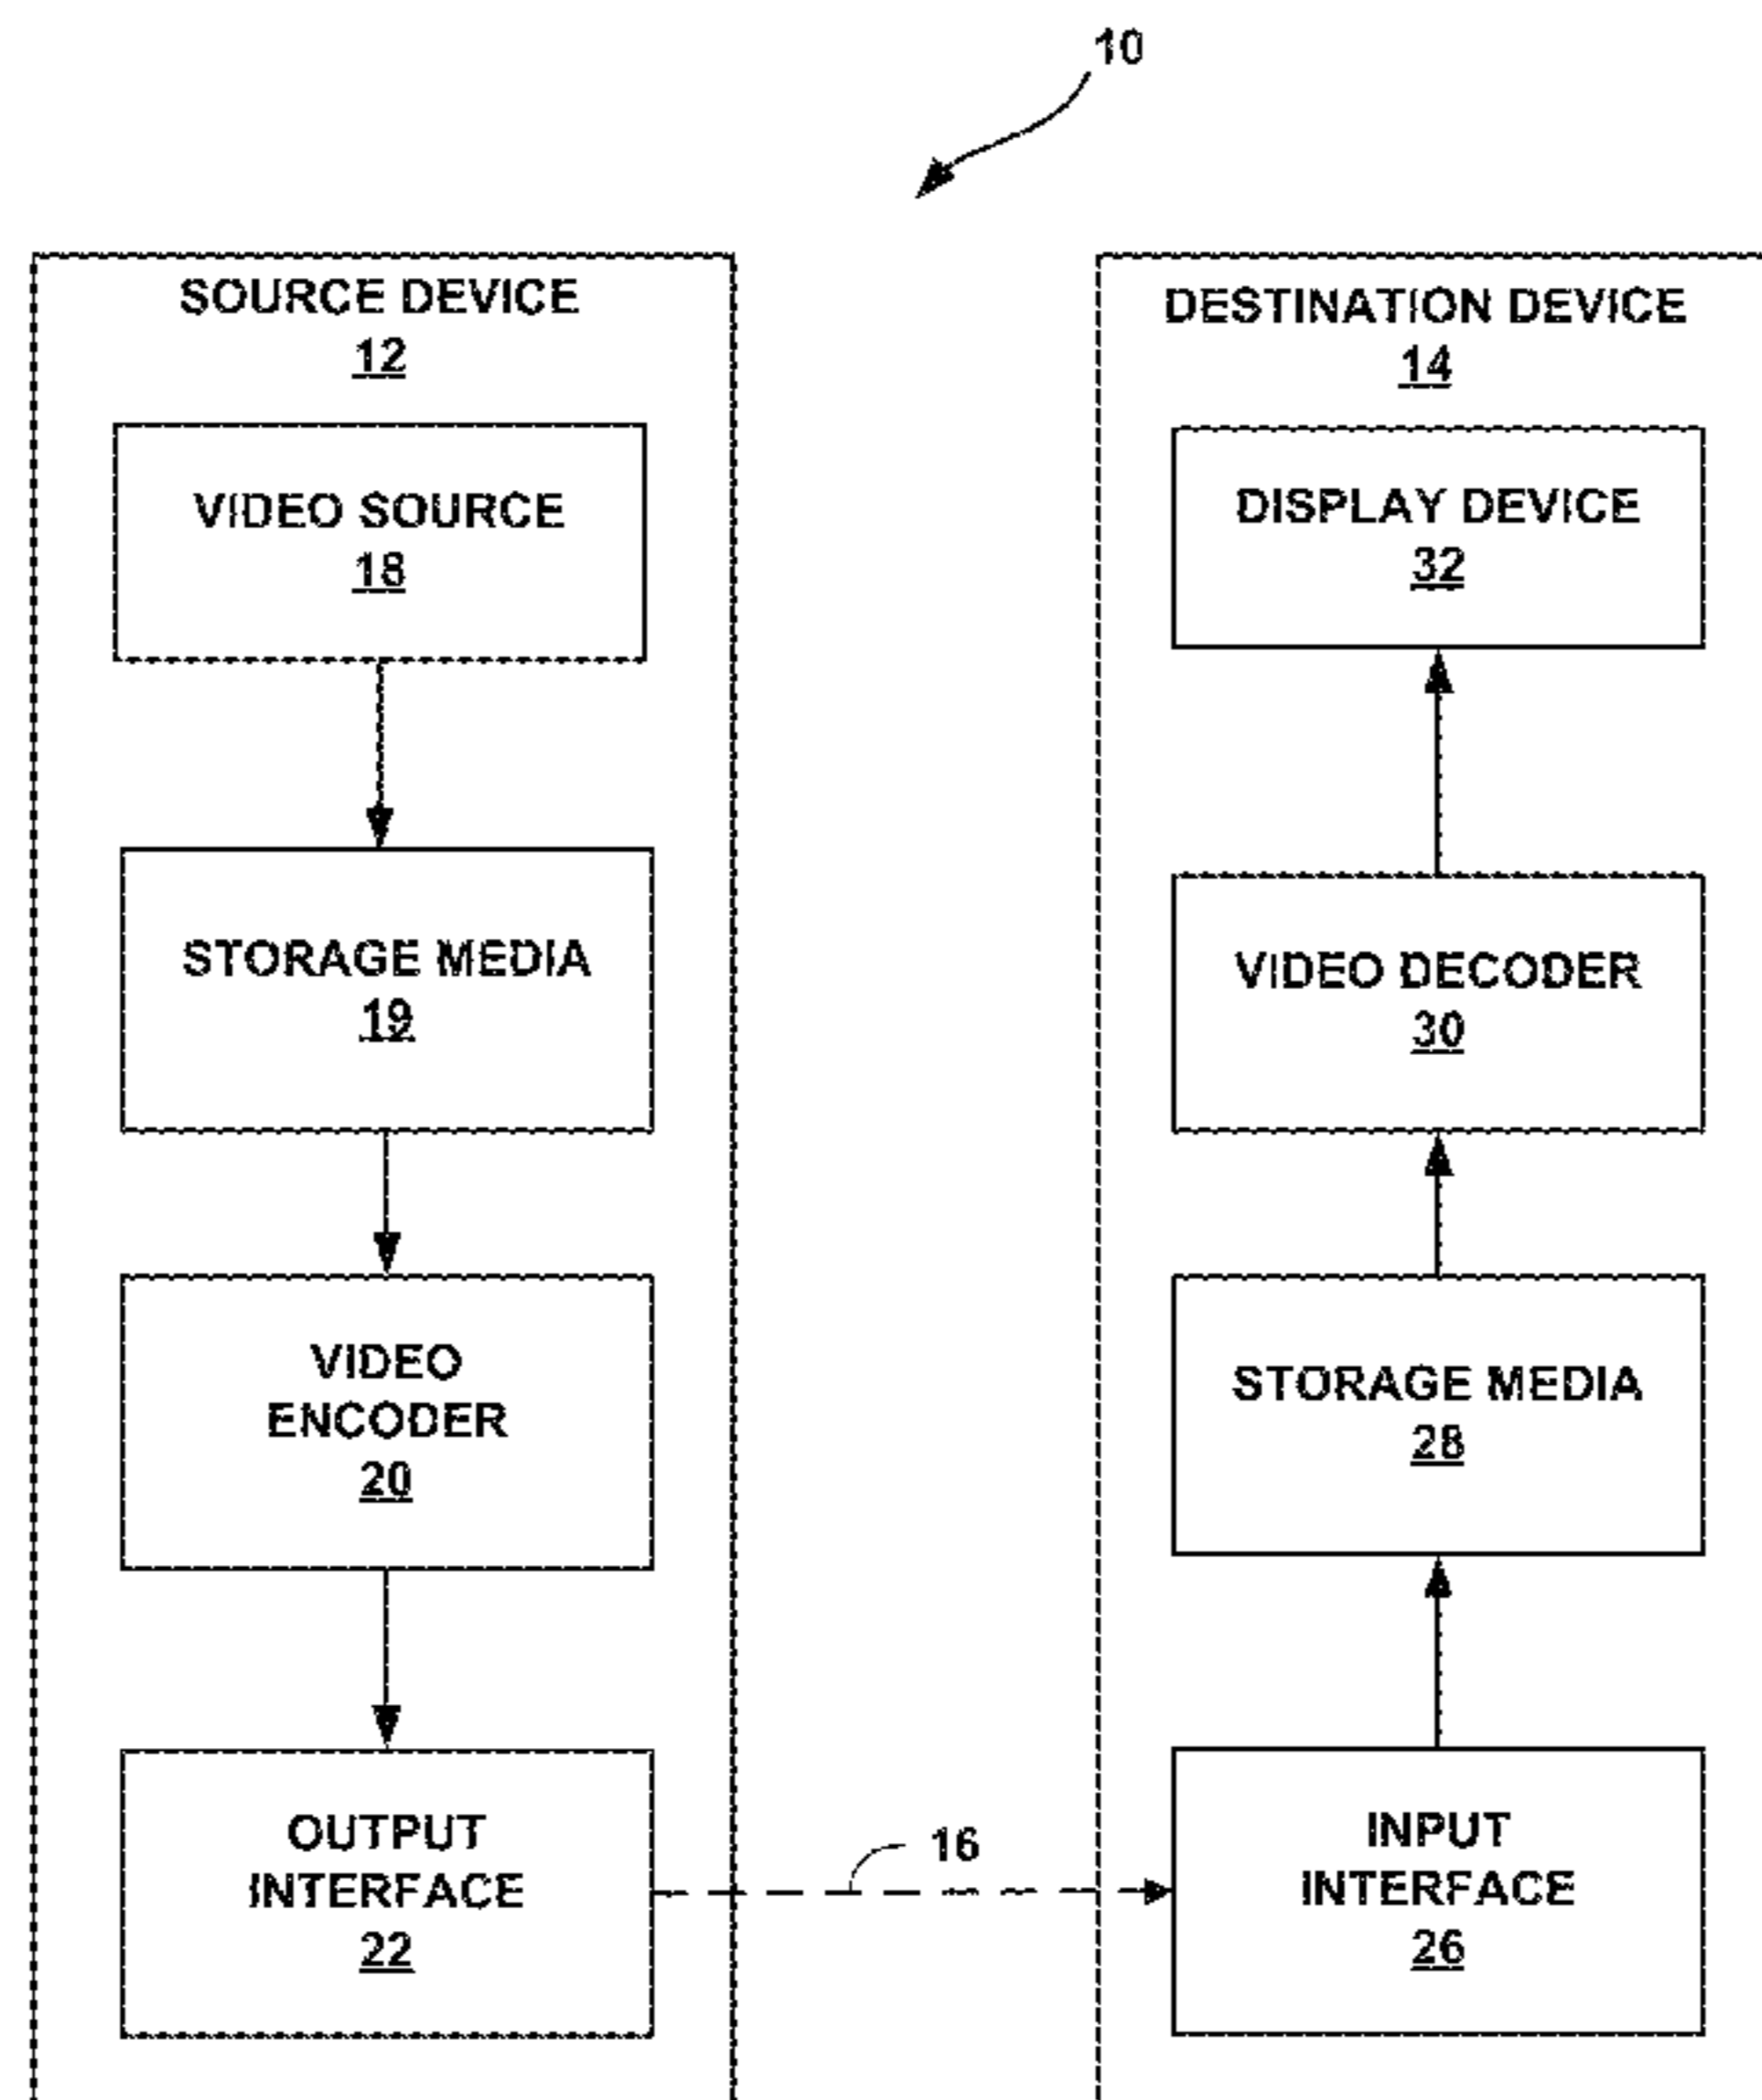 10
SOURCE DEVICE
12
VIDEO SOURCE
18
STORAGE MEDIA
19
VIDEO
ENCODER
20
OUTPUT
INTERFACE
22
16
DESTINATION DEVICE
14
DISPLAY DEVICE
32
VIDEO DECODER
30
STORAGE MEDIA
28
INPUT
INTERFACE
26